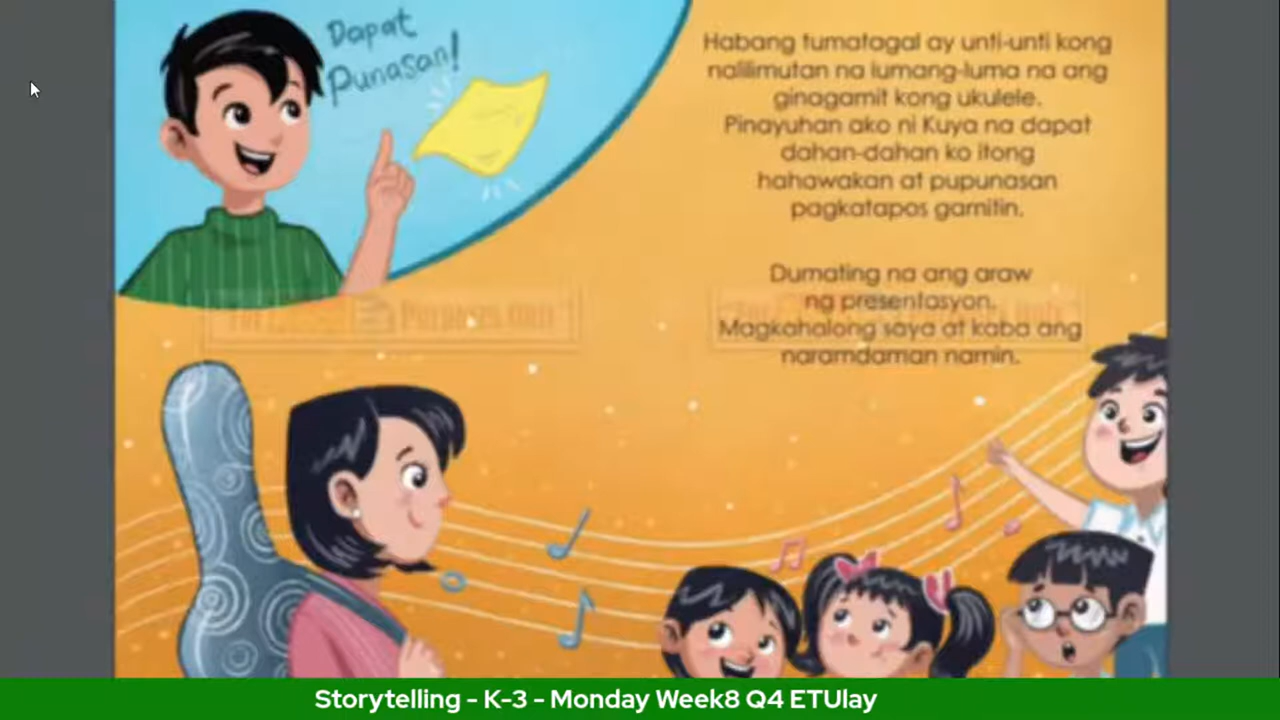 Dapat
Punasan!
Habang tumatagal ay unti-unti kong
nalilimutan na lumang-luma na ang
ginagamit kong ukulele.
Pinayuhan ako ni Kuya na dapat
dahan-dahan ko itong
hahawakan at pupunasan
pagkatapos gamitin.
Dumating na ang araw
ng presentasyon.
Magkahalong saya at kaba ang
naramdaman namin.
Storytelling - K-3 - Monday Week8 Q4 ETUlay